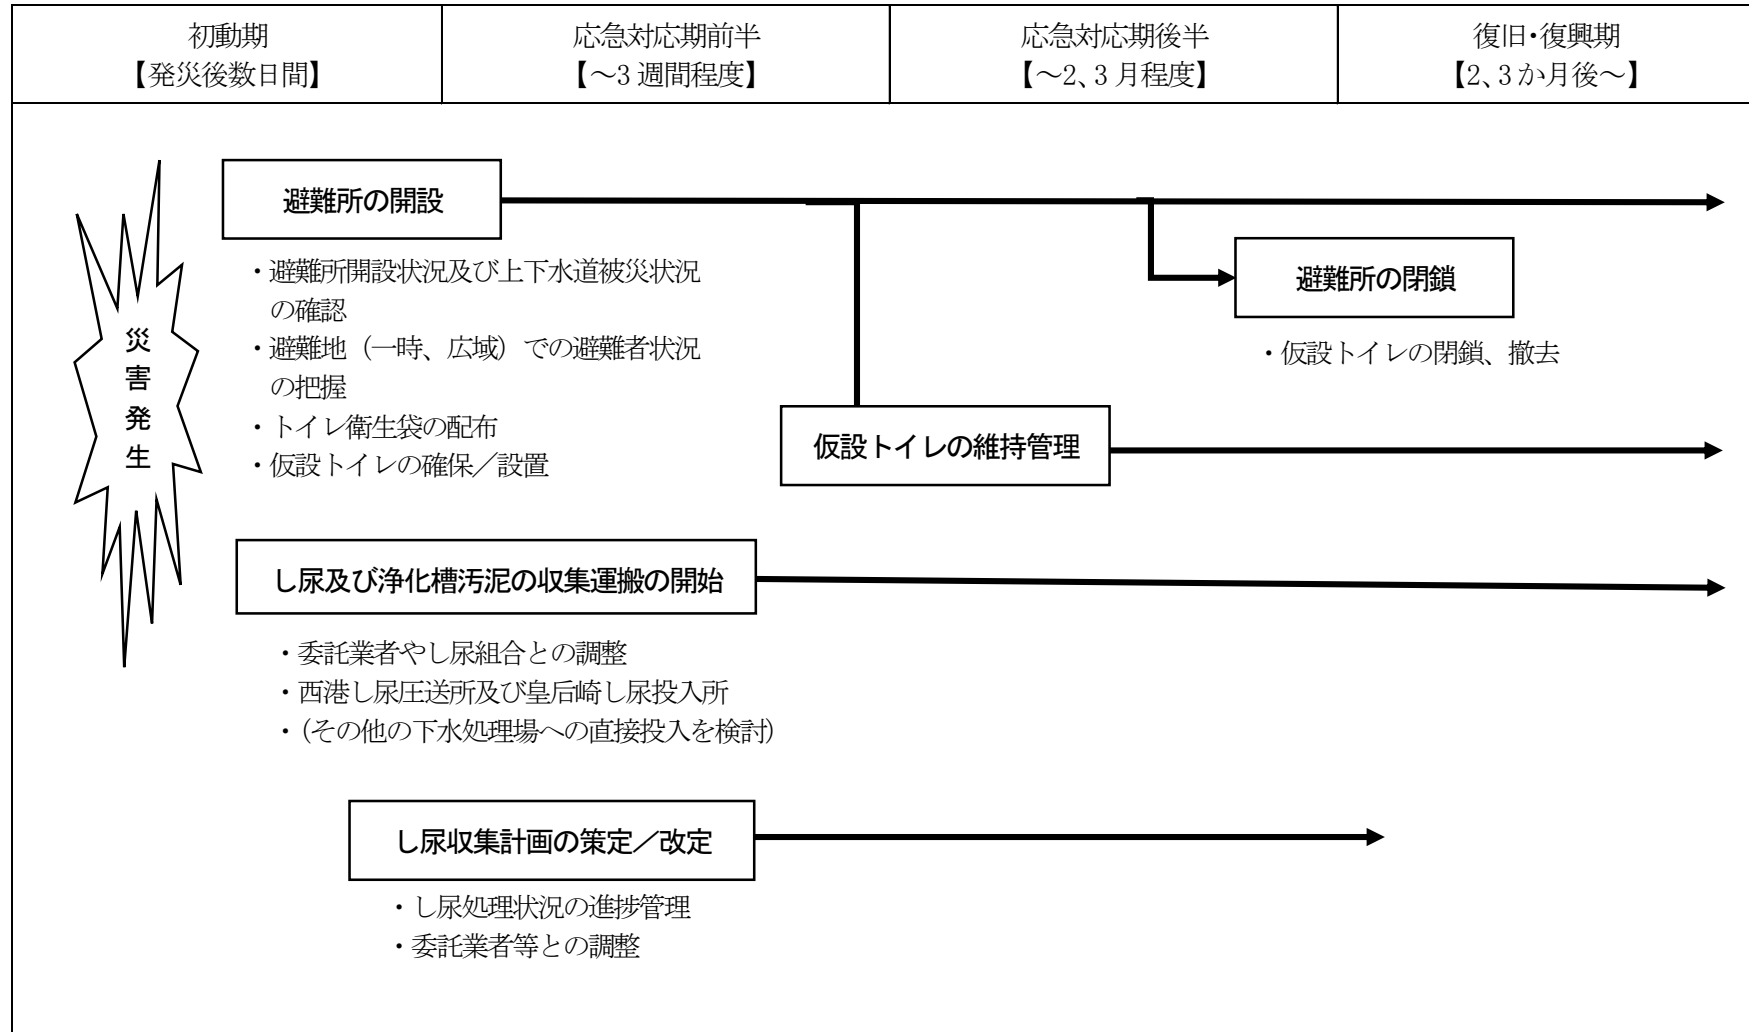 初動期
【発災後数日間】
応急対応期前半
【～3 週間程度】
応急対応期後半
【～2、3 月程度】
復旧・復興期
【2、3か月後～】
災害発生
避難所の開設
・避難所開設状況及び上下水道被災状況
の確認
・避難地（一時、広域）での避難者状況
の把握
・トイレ衛生袋の配布
・仮設トイレの確保／設置
避難所の閉鎖
・仮設トイレの閉鎖、撤去
仮設トイレの維持管理
し尿及び浄化槽汚泥の収集運搬の開始
・委託業者やし尿組合との調整
・西港し尿圧送所及び皇后崎し尿投入所
・（その他の下水処理場への直接投入を検討）
し尿収集計画の策定／改定
・し尿処理状況の進捗管理
・委託業者等との調整